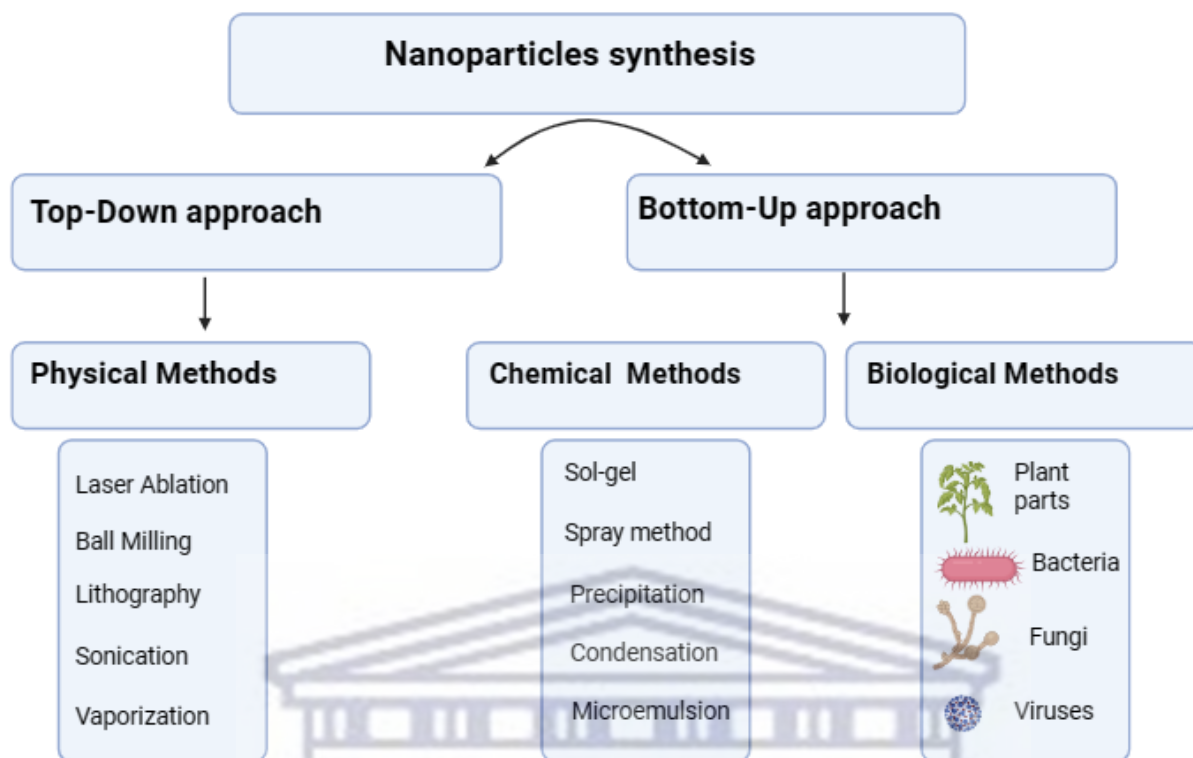 Nanoparticles synthesis
Top-Down approach
Bottom-Up approach
Physical Methods
Chemical Methods
Biological Methods
Laser Ablation
Ball Milling
Lithography
Sonication
Vaporization
Sol-gel
Spray method
Precipitation
Condensation
Microemulsion
Plant
parts
Bacteria
Fungi
Viruses